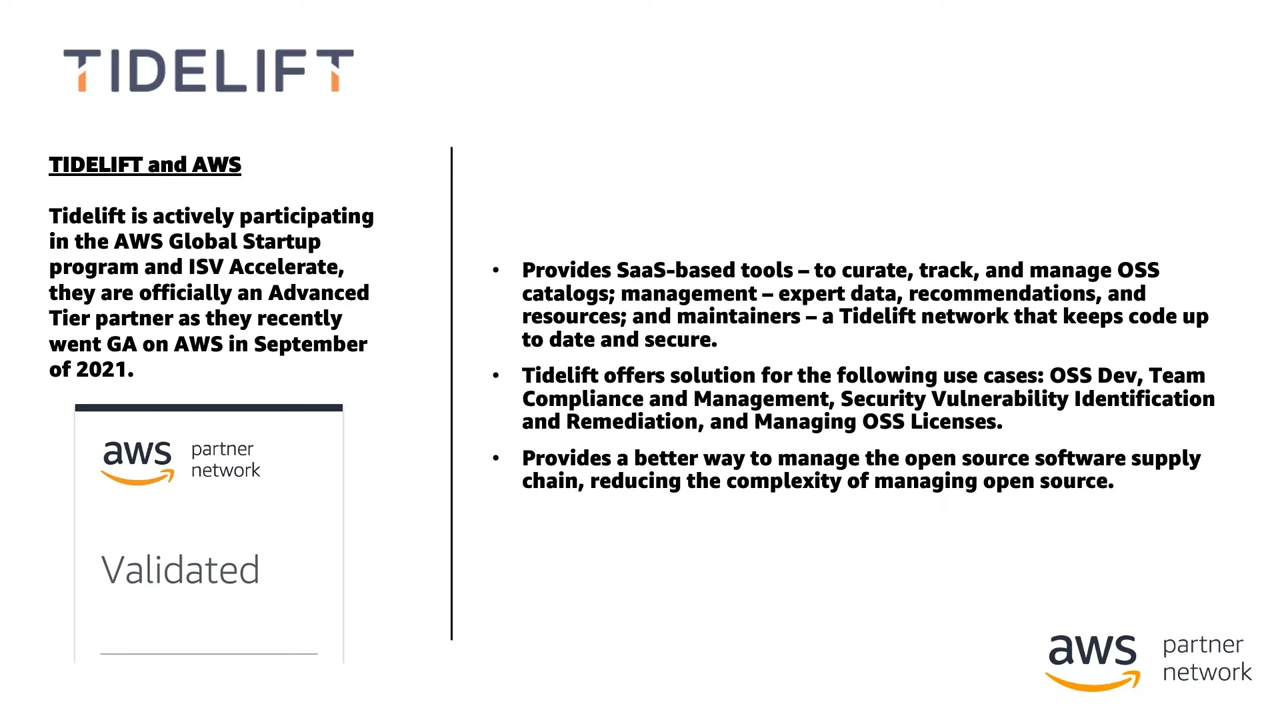 TIDELIFT
TIDELIFT and AWS
Tidelift is actively participating
in the AWS Global Startup
program and ISV Accelerate,
they are officially an Advanced
Tier partner as they recently
went GA on AWS in September
of 2021.
aws partner
network
Validated
• Provides SaaS-based tools – to curate, track, and manage OSS
catalogs; management – expert data, recommendations, and
resources; and maintainers – a Tidelift network that keeps code up
to date and secure.
• Tidelift offers solution for the following use cases: OSS Dev, Team
Compliance and Management, Security Vulnerability Identification
and Remediation, and Managing OSS Licenses.
• Provides a better way to manage the open source software supply
chain, reducing the complexity of managing open source.
aws partner
network